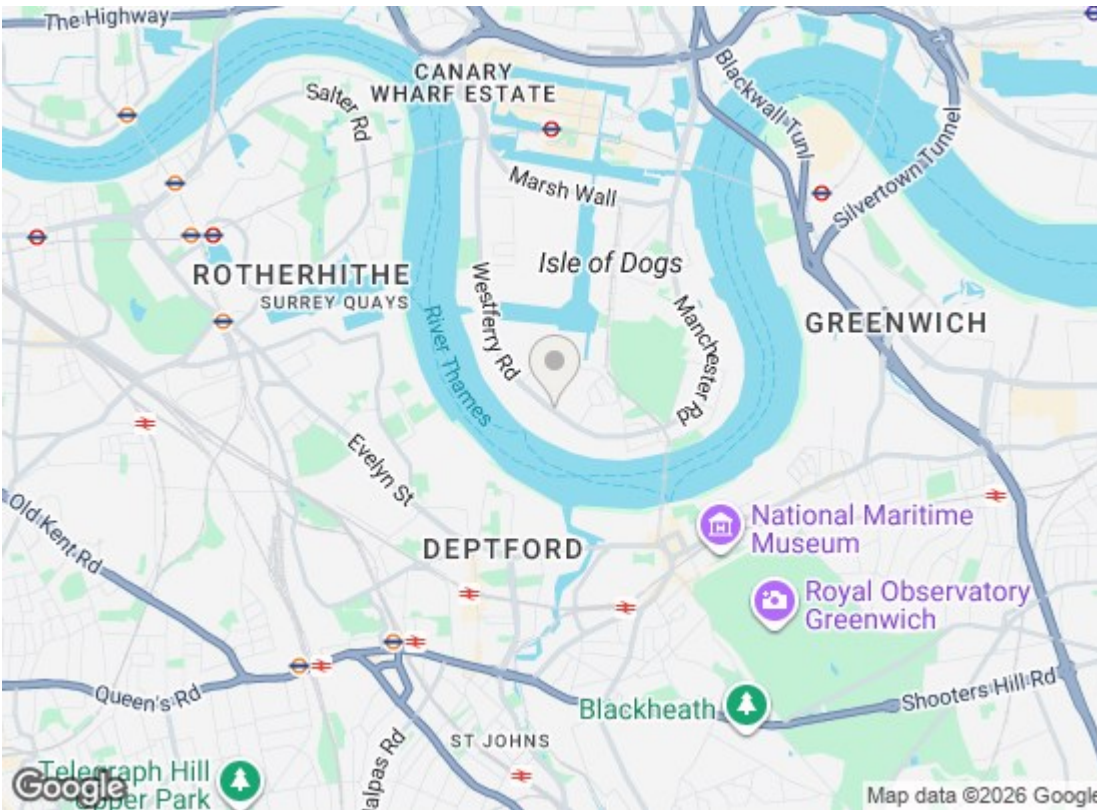 The Highway
CANARY
WHARF ESTATE
Salter Rd
Blackwall Tunl
Silvertown Tunnel
Marsh Wall
Isle of Dogs
ROTHERHITHE
SURREY QUAYS
Westferry Rd
River Thames
Manchester Rd
GREENWICH
Evelyn St
Old Kent Rd
DEPTFORD
National Maritime
Museum
Royal Observatory
Greenwich
Queen's Rd
Blackheath
Shooters Hill Rd
ST JOHNS
alpas Rd
Telegraph Hill
Upper Park
Google
Map data ©2026 Google